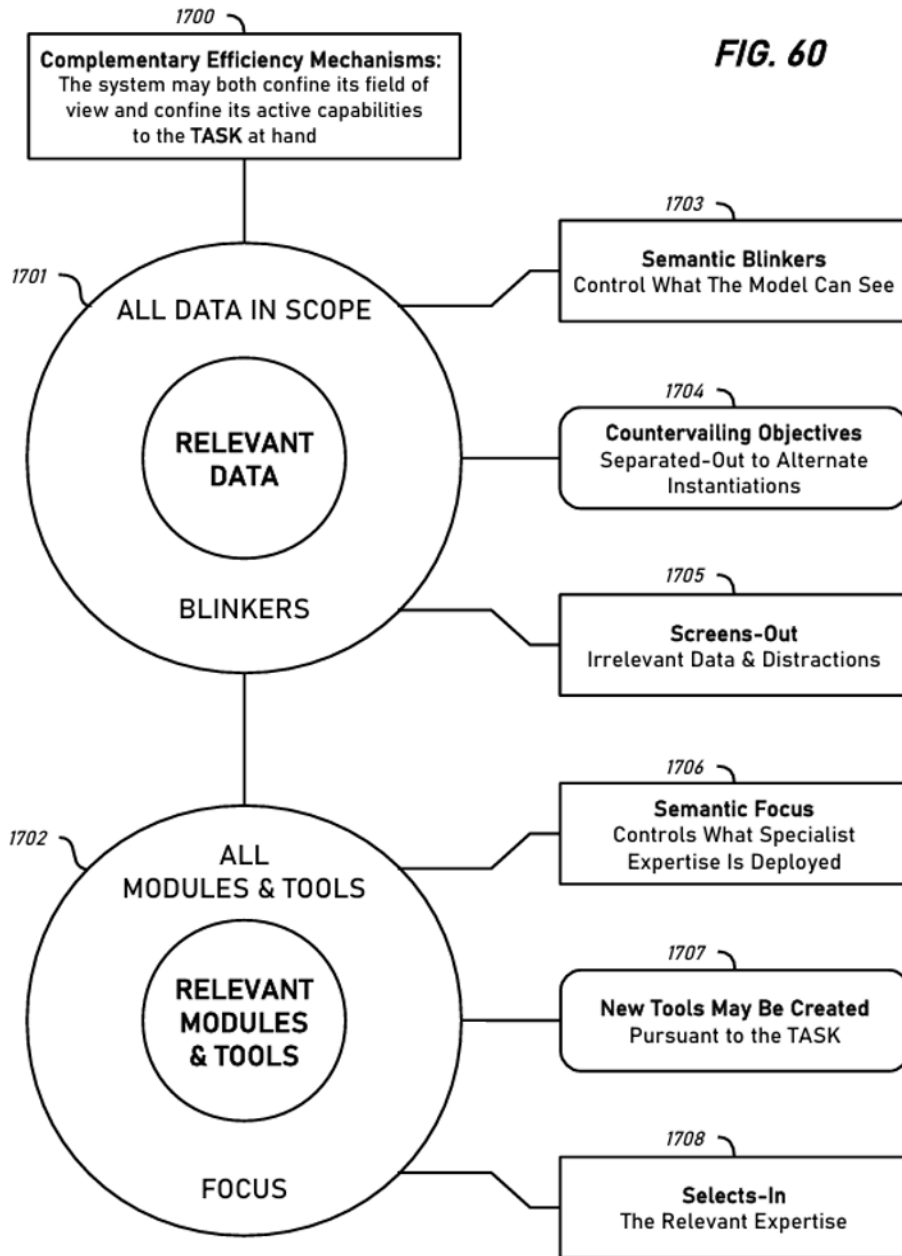 1700
FIG. 60
Complementary Efficiency Mechanisms:
The system may both confine its field of
view and confine its active capabilities
to the TASK at hand
1701
ALL DATA IN SCOPE
RELEVANT
DATA
BLINKERS
1703
Semantic Blinkers
Control What The Model Can See
1704
Countervailing Objectives
Separated-Out to Alternate
Instantiations
1705
Screens-Out
Irrelevant Data & Distractions
1702
ALL
MODULES & TOOLS
RELEVANT
MODULES
& TOOLS
FOCUS
1706
Semantic Focus
Controls What Specialist
Expertise Is Deployed
1707
New Tools May Be Created
Pursuant to the TASK
1708
Selects-In
The Relevant Expertise